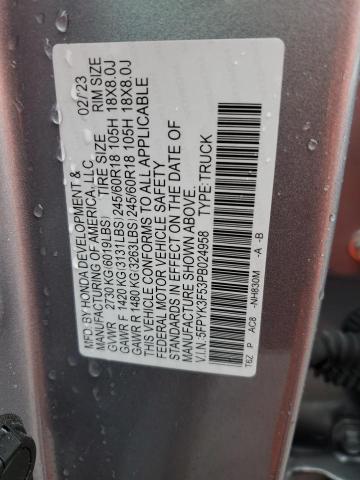 MFD. BY HONDA DEVELOPMENT & 02/23
MANUFACTURING OF AMERICA, LLC
TIRE SIZE RIM SIZE
GVWR 2730 KG(6019LBS)
GAWR F 1420 KG(3131LBS)245/60R18 105H 18X8.0J
GAWR R 1480 KG(3263LBS)245/60R18 105H 18X8.0J
THIS VEHICLE CONFORMS TO ALL APPLICABLE
FEDERAL MOTOR VEHICLE SAFETY
STANDARDS IN EFFECT ON THE DATE OF
MANUFACTURE SHOWN ABOVE.
V.I.N.:5FPYK3F53PB024958 TYPE:TRUCK
T6Z P AC8 -NH830M -A -B